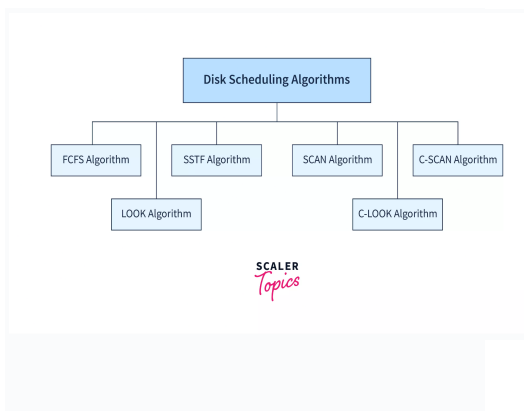 Disk Scheduling Algorithms
FCFS Algorithm
SSTF Algorithm
SCAN Algorithm
C-SCAN Algorithm
LOOK Algorithm
C-LOOK Algorithm
SCALER
Topics